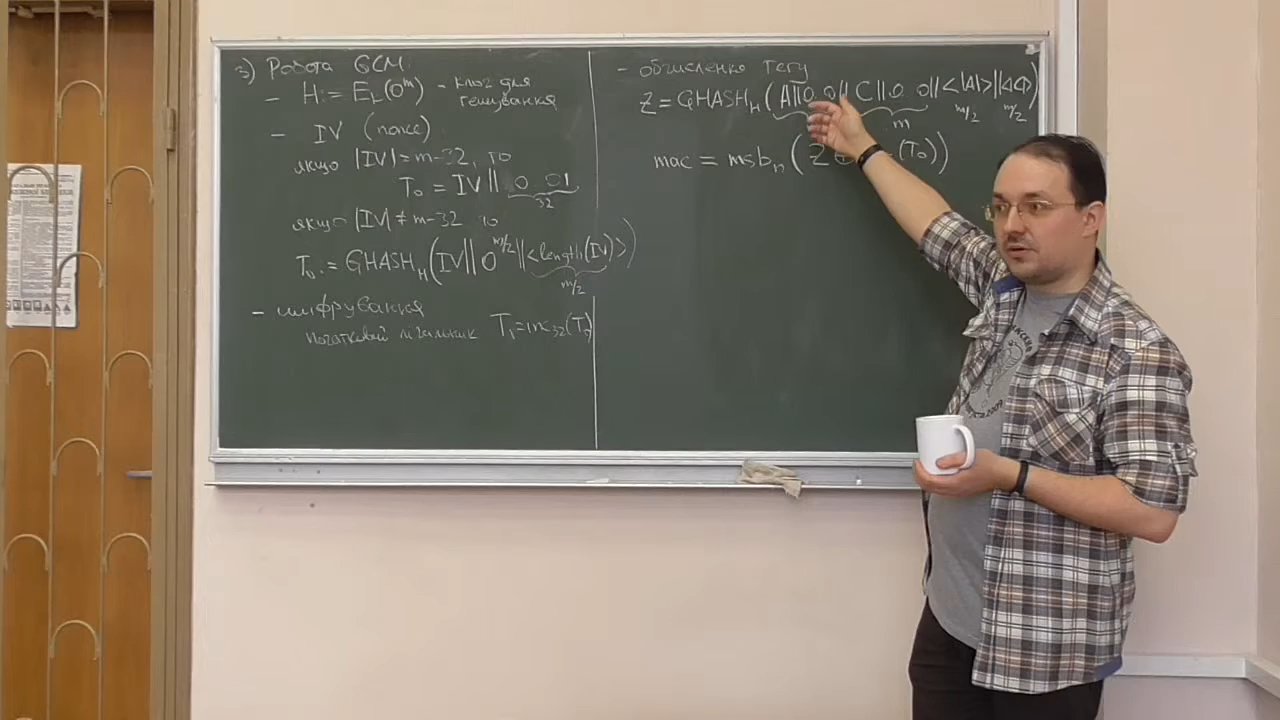 3) Робота GCM:
- H := E_k(0^m) - ключ для гешування
- IV (nonce)
якщо |IV| = m-32, то
T₀ = IV || 0 01
32
якщо |IV| ≠ m-32 то
T₀ := GHASH_H(IV || 0^{m/2} || <length(IV)>)
m/2
- шифрування
початковий лічильник T₁ = inc₃₂(T₀)
- обчислення тегу
Z = GHASH_H(A||0 0|| C||0 0|| <|A|>||<|C|>)
m m/2 m/2
mac = msb_n(Z ⊕ (T₀))